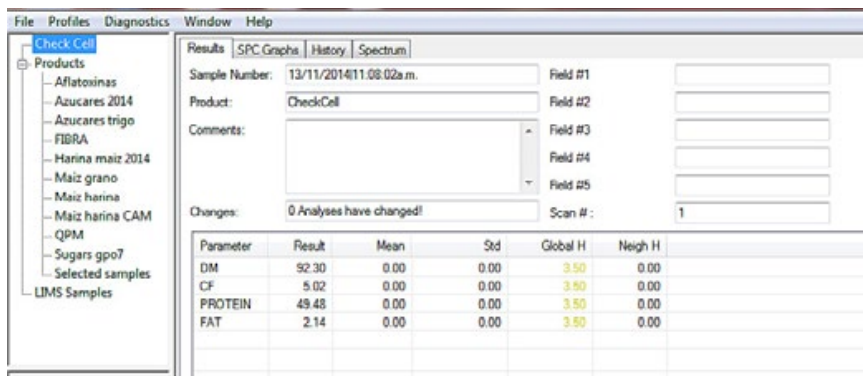 File Profiles Diagnostics Window Help
Check Cell
Products
Aflatoxinas
Azucares 2014
Azucares trigo
FIBRA
Harina maiz 2014
Maiz grano
Maiz harina
Maiz harina CAM
QPM
Sugars gpo7
Selected samples
LIMS Samples
Results SPC Graphs History Spectrum
Sample Number: 13/11/2014|11:08:02a.m. Field #1
Product: CheckCell Field #2
Comments: Field #3
Field #4
Field #5
Changes: 0 Analyses have changed! Scan # : 1
Parameter Result Mean Std Global H Neigh H
DM 92.30 0.00 0.00 3.50 0.00
CF 5.02 0.00 0.00 3.50 0.00
PROTEIN 49.48 0.00 0.00 3.50 0.00
FAT 2.14 0.00 0.00 3.50 0.00